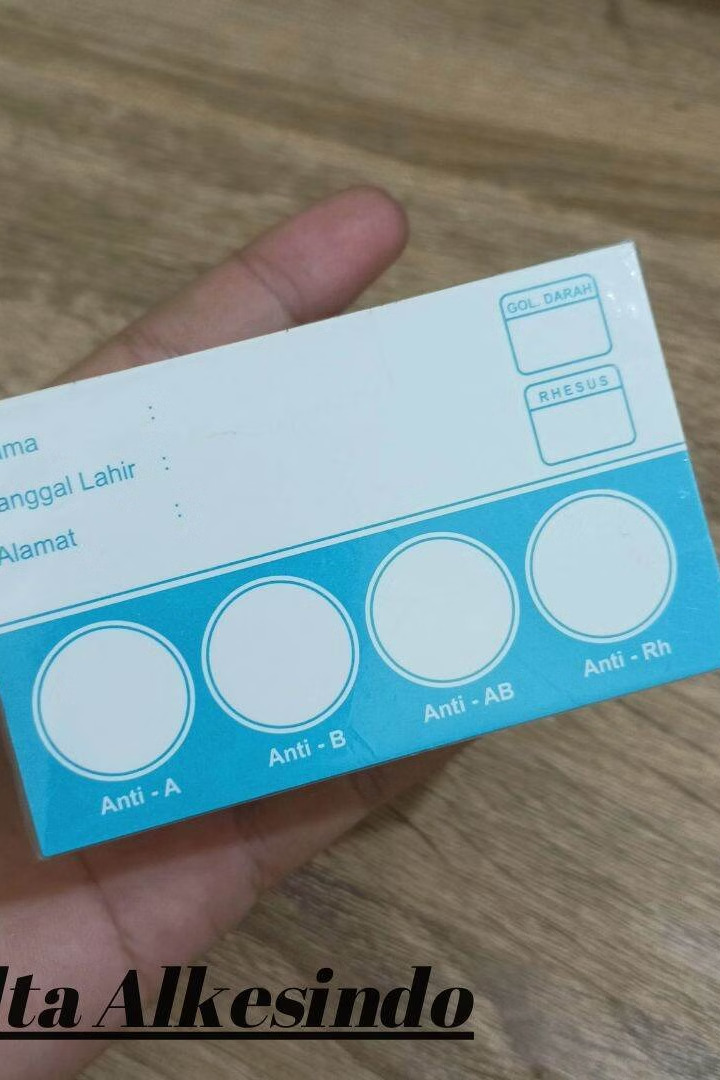 GOL. DARAH
RHESUS
ama :
anggal Lahir :
Alamat :
Anti - A
Anti - B
Anti - AB
Anti - Rh
lta Alkesindo